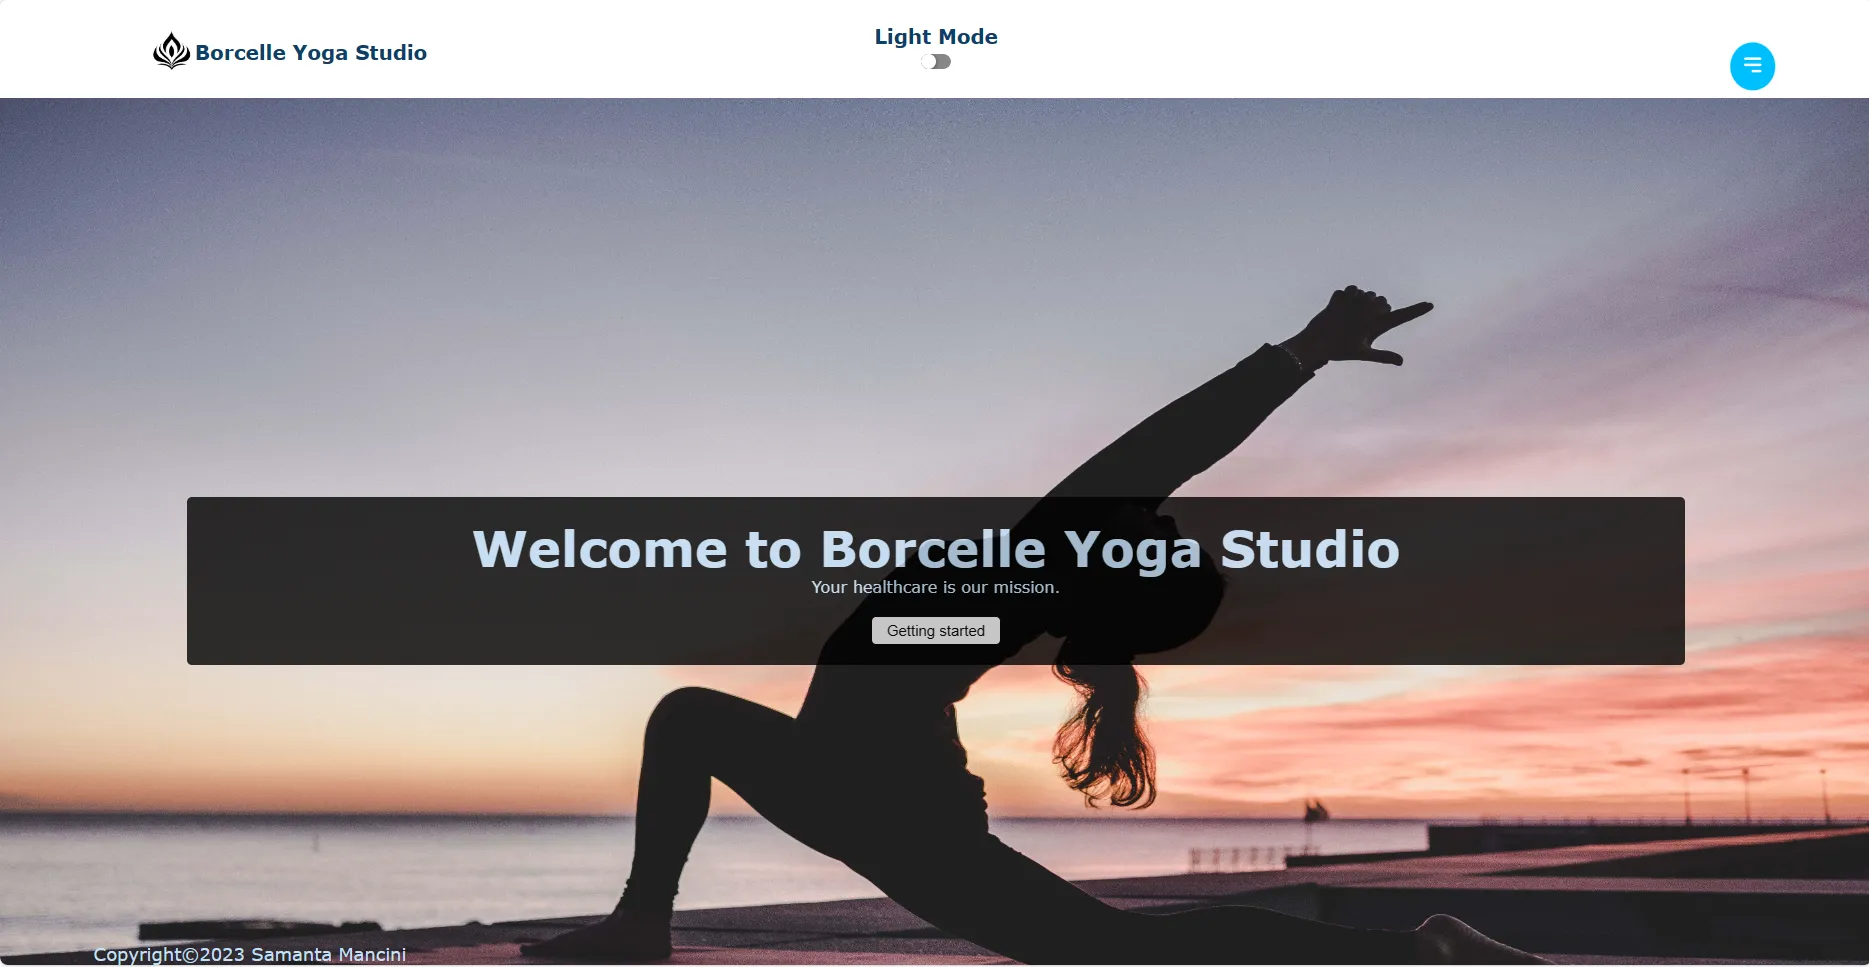 Borcelle Yoga Studio
Light Mode
Welcome to Borcelle Yoga Studio
Your healthcare is our mission.
Getting started
Copyright©2023 Samanta Mancini